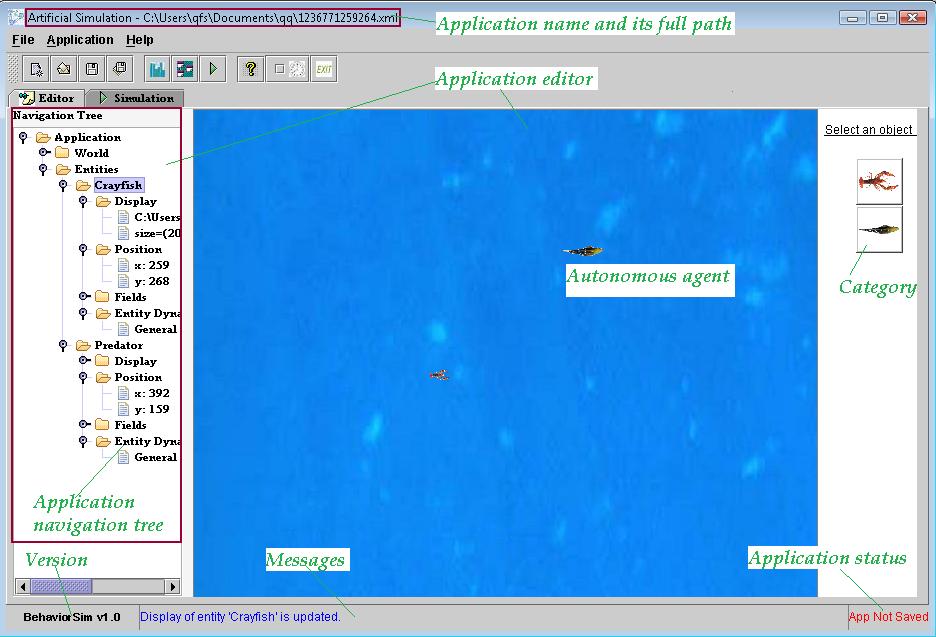 Artificial Simulation - C:\Users\qfs\Documents\qq\1236771259264.xml
Application name and its full path
File Application Help
EXIT
Application editor
Editor Simulation
Navigation Tree
Application
World
Entities
Crayfish
Display
C:\Users
size=(20
Position
x: 259
y: 268
Fields
Entity Dyna
General
Predator
Display
Position
x: 392
y: 159
Fields
Entity Dyna
General
Application
navigation tree
Autonomous agent
Select an object
Category
Version
Messages
Application status
BehaviorSim v1.0
Display of entity 'Crayfish' is updated.
App Not Saved